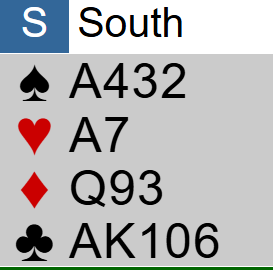 S South
♠ A432
♥ A7
♦ Q93
♣ AK106